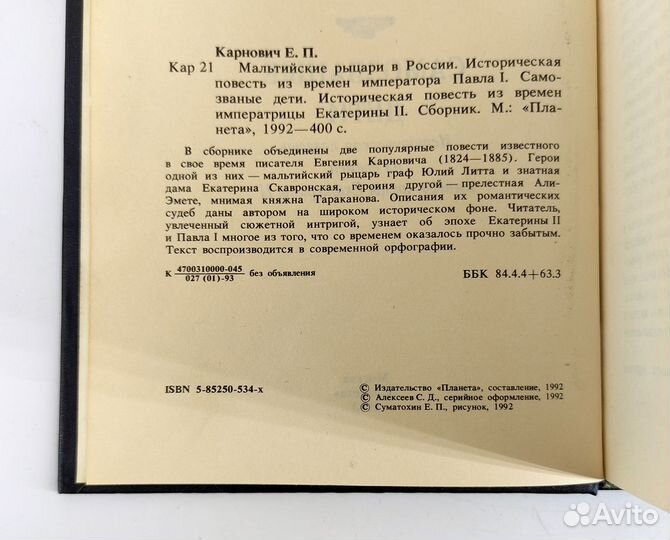 Карнович Е. П.
Кар 21 Мальтийские рыцари в России. Историческая
повесть из времен императора Павла I. Само-
званые дети. Историческая повесть из времен
императрицы Екатерины II. Сборник. М.: «Пла-
нета», 1992—400 с.
В сборнике объединены две популярные повести известного
в свое время писателя Евгения Карновича (1824—1885). Герои
одной из них—мальтийский рыцарь граф Юлий Литта и знатная
дама Екатерина Скавронская, героиня другой—прелестная Али-
Эмете, мнимая княжна Тараканова. Описания их романтических
судеб даны автором на широком историческом фоне. Читатель,
увлеченный сюжетной интригой, узнает об эпохе Екатерины II
и Павла I многое из того, что со временем оказалось прочно забытым.
Текст воспроизводится в современной орфографии.
К 4700310000-045 без объявления
027 (01)-93
ББК 84.4.4+63.3
ISBN 5-85250-534-x
© Издательство «Планета», составление, 1992
© Алексеев С. Д., серийное оформление, 1992
© Суматохин Е. П., рисунок, 1992
Avito